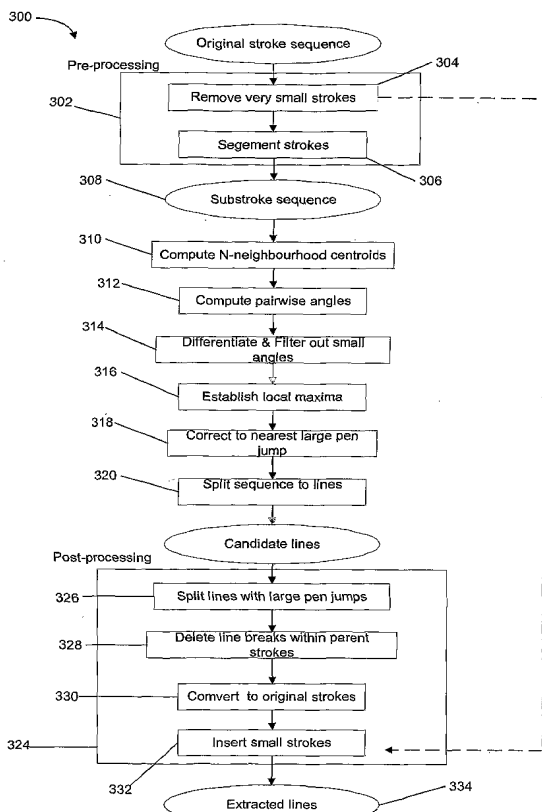 300
Original stroke sequence
Pre-processing
304
302
Remove very small strokes
Segement strokes
306
308
Substroke sequence
310
Compute N-neighbourhood centroids
312
Compute pairwise angles
314
Differentiate & Filter out small
angles
316
Establish local maxima
318
Correct to nearest large pen
jump
320
Split sequence to lines
Candidate lines
Post-processing
326
Split lines with large pen jumps
328
Delete line breaks within parent
strokes
330
Comvert to original strokes
324
Insert small strokes
332
334
Extracted lines